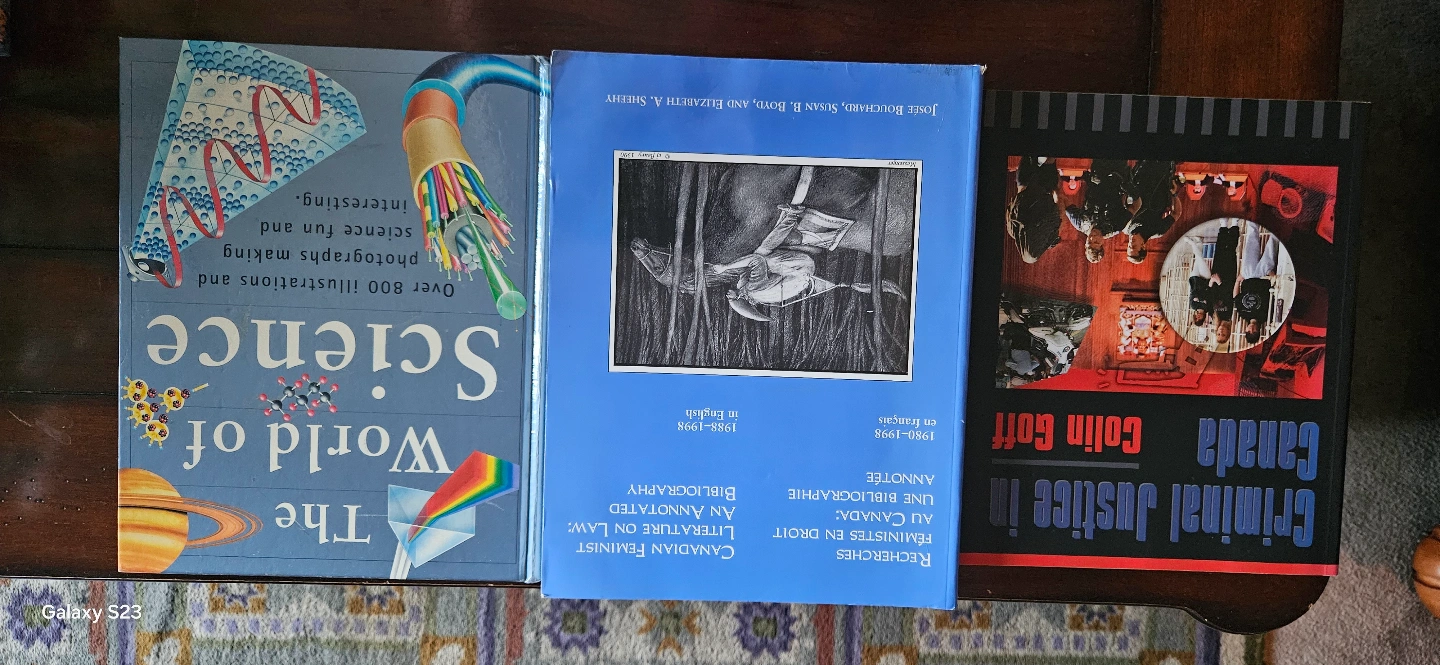 The
World of
Science
Over 800 illustrations and
photographs making
science fun and
interesting.
RECHERCHES
FÉMINISTES EN DROIT
AU CANADA:
UNE BIBLIOGRAPHIE
ANNOTÉE
1980–1998
en français
CANADIAN FEMINIST
LITERATURE ON LAW:
AN ANNOTATED
BIBLIOGRAPHY
1988–1998
in English
Messenger
JOSÉE BOUCHARD, SUSAN B. BOYD, AND ELIZABETH A. SHEEHY
Criminal Justice in
Canada
Colin Goff
Galaxy S23